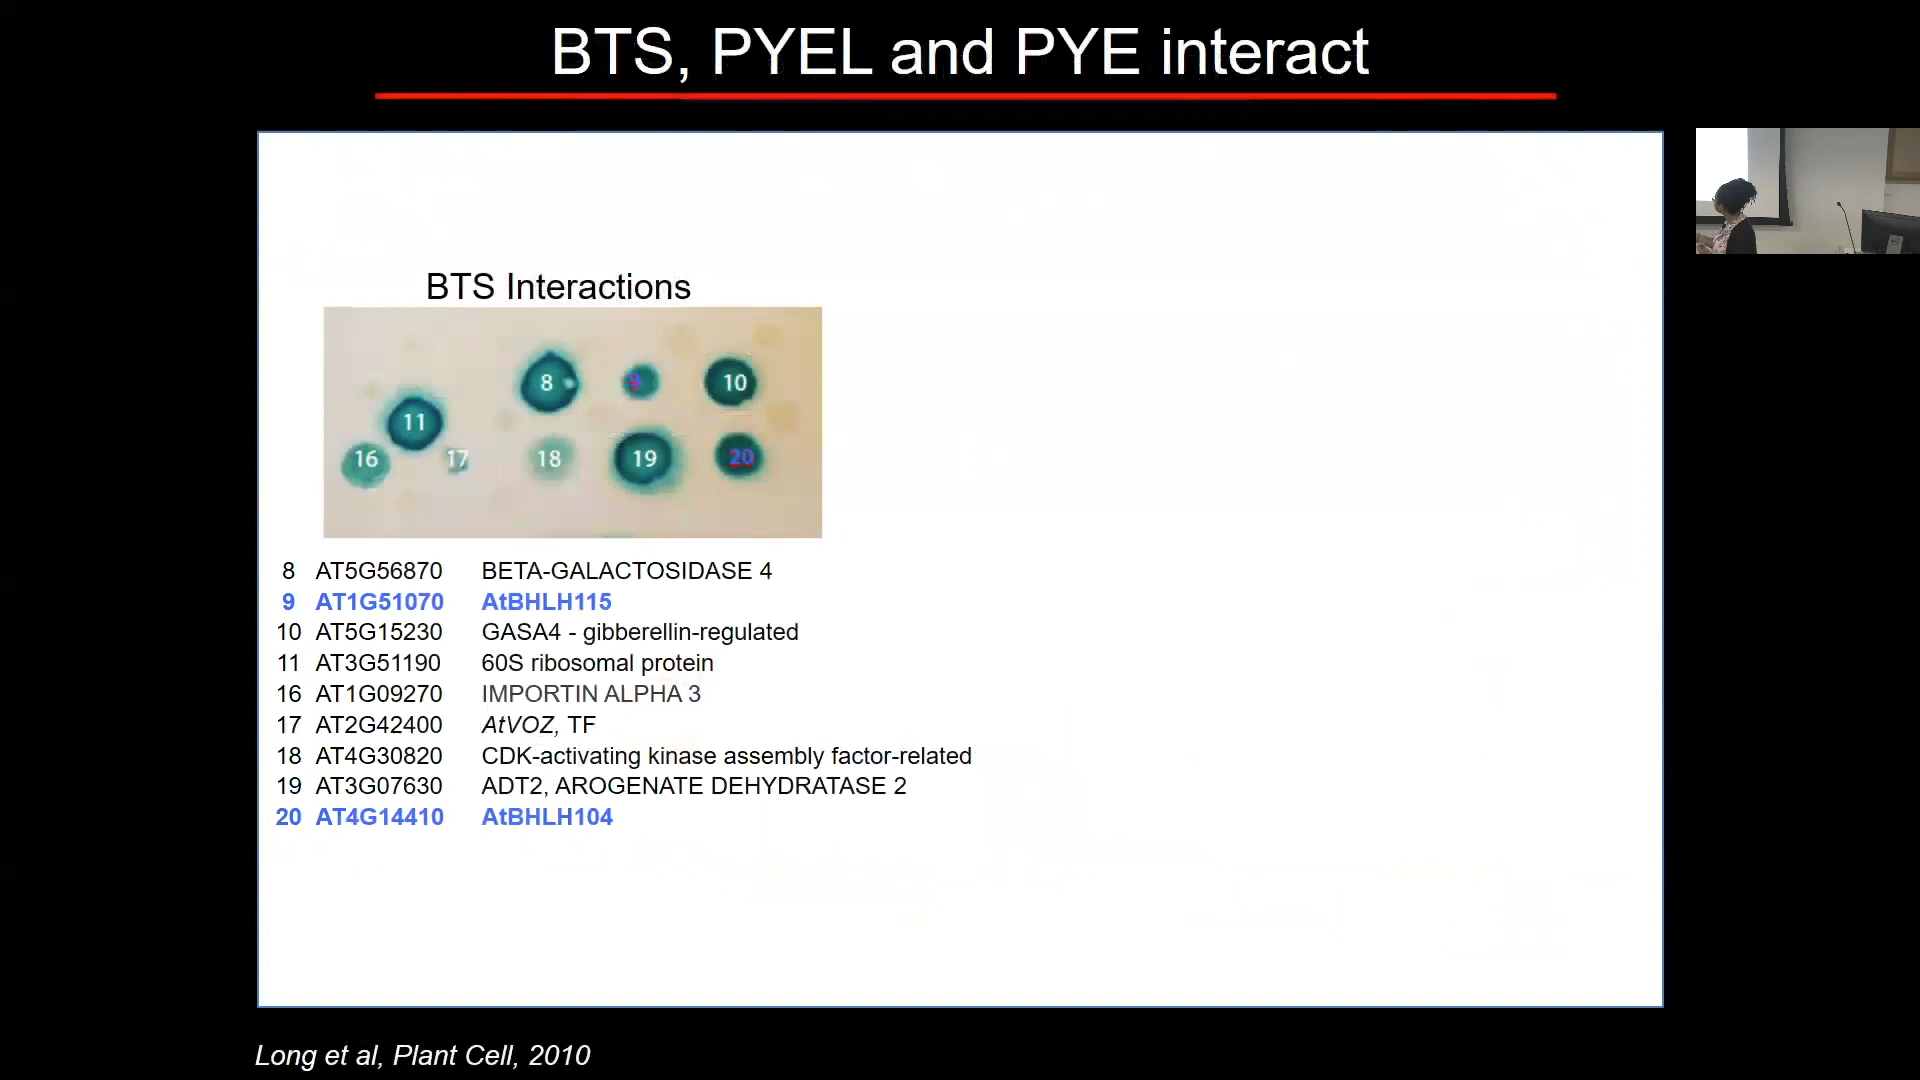 BTS, PYEL and PYE interact
BTS Interactions
8 9 10
11
16 17 18 19 20
8 AT5G56870 BETA-GALACTOSIDASE 4
9 AT1G51070 AtBHLH115
10 AT5G15230 GASA4 - gibberellin-regulated
11 AT3G51190 60S ribosomal protein
16 AT1G09270 IMPORTIN ALPHA 3
17 AT2G42400 AtVOZ, TF
18 AT4G30820 CDK-activating kinase assembly factor-related
19 AT3G07630 ADT2, AROGENATE DEHYDRATASE 2
20 AT4G14410 AtBHLH104
Long et al, Plant Cell, 2010